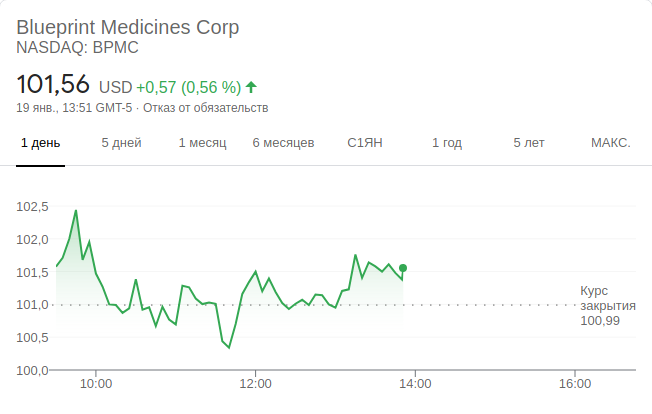 Blueprint Medicines Corp
NASDAQ: BPMC
101,56 USD +0,57 (0,56 %)
19 янв., 13:51 GMT-5 · Отказ от обязательств
1 день 5 дней 1 месяц 6 месяцев С1ЯН 1 год 5 лет МАКС.
102,5
102,0
101,5
101,0
100,5
100,0
Курс
закрытия
100,99
10:00 12:00 14:00 16:00